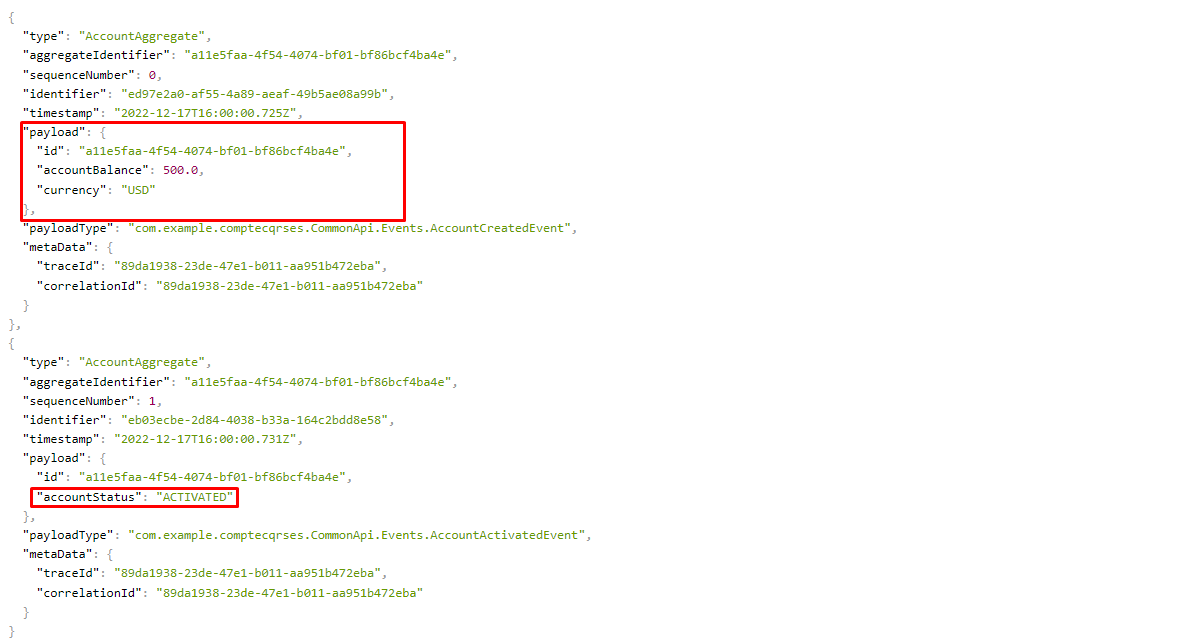 {
"type": "AccountAggregate",
"aggregateIdentifier": "a11e5faa-4f54-4074-bf01-bf86bcf4ba4e",
"sequenceNumber": 0,
"identifier": "ed97e2a0-af55-4a89-aeaf-49b5ae08a99b",
"timestamp": "2022-12-17T16:00:00.725Z",
"payload": {
"id": "a11e5faa-4f54-4074-bf01-bf86bcf4ba4e",
"accountBalance": 500.0,
"currency": "USD"
},
"payloadType": "com.example.comptecqrses.CommonApi.Events.AccountCreatedEvent",
"metaData": {
"traceId": "89da1938-23de-47e1-b011-aa951b472eba",
"correlationId": "89da1938-23de-47e1-b011-aa951b472eba"
}
},
{
"type": "AccountAggregate",
"aggregateIdentifier": "a11e5faa-4f54-4074-bf01-bf86bcf4ba4e",
"sequenceNumber": 1,
"identifier": "eb03ecbe-2d84-4038-b33a-164c2bdd8e58",
"timestamp": "2022-12-17T16:00:00.731Z",
"payload": {
"id": "a11e5faa-4f54-4074-bf01-bf86bcf4ba4e",
"accountStatus": "ACTIVATED"
},
"payloadType": "com.example.comptecqrses.CommonApi.Events.AccountActivatedEvent",
"metaData": {
"traceId": "89da1938-23de-47e1-b011-aa951b472eba",
"correlationId": "89da1938-23de-47e1-b011-aa951b472eba"
}
}